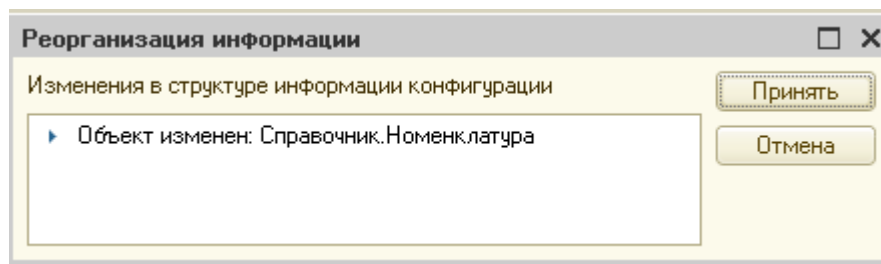 Реорганизация информации
Изменения в структуре информации конфигурации
Принять
Объект изменен: Справочник.Номенклатура
Отмена